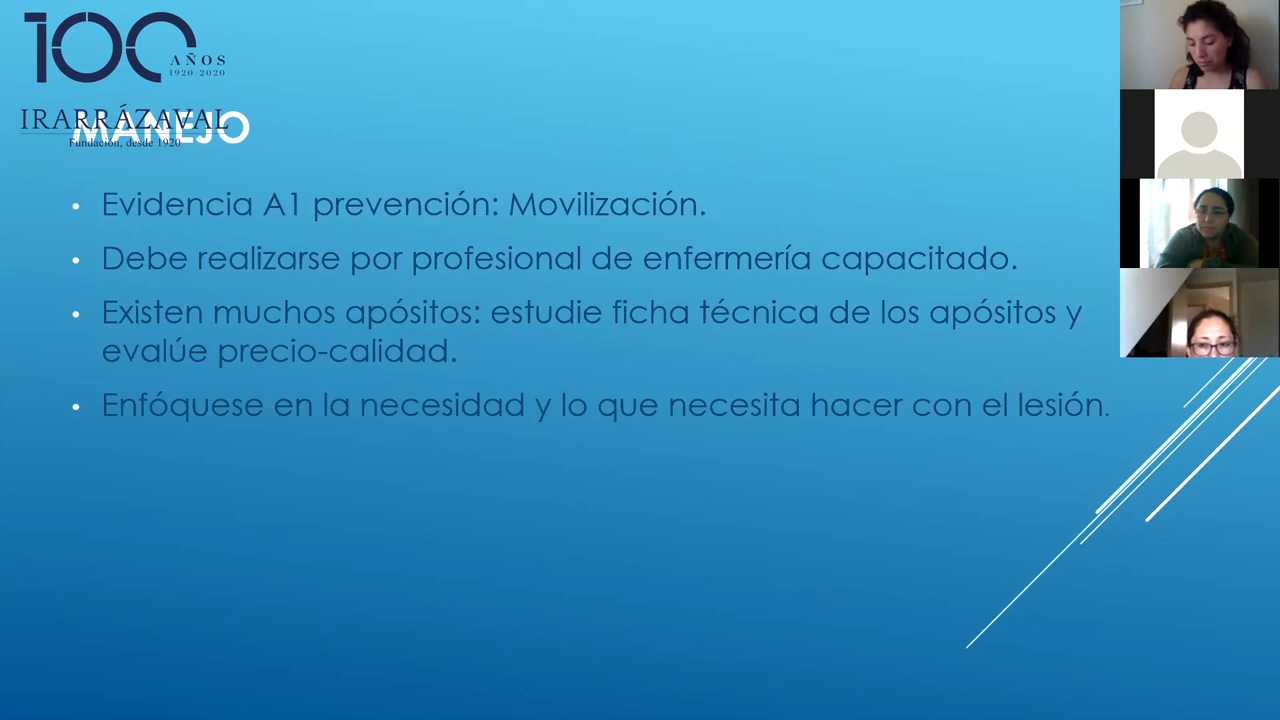 100
AÑOS
1920-2020
IRARRÁZAVAL
Fundación, desde 1920
MANEJO
• Evidencia A1 prevención: Movilización.
• Debe realizarse por profesional de enfermería capacitado.
• Existen muchos apósitos: estudie ficha técnica de los apósitos y
evalúe precio-calidad.
• Enfóquese en la necesidad y lo que necesita hacer con el lesión.